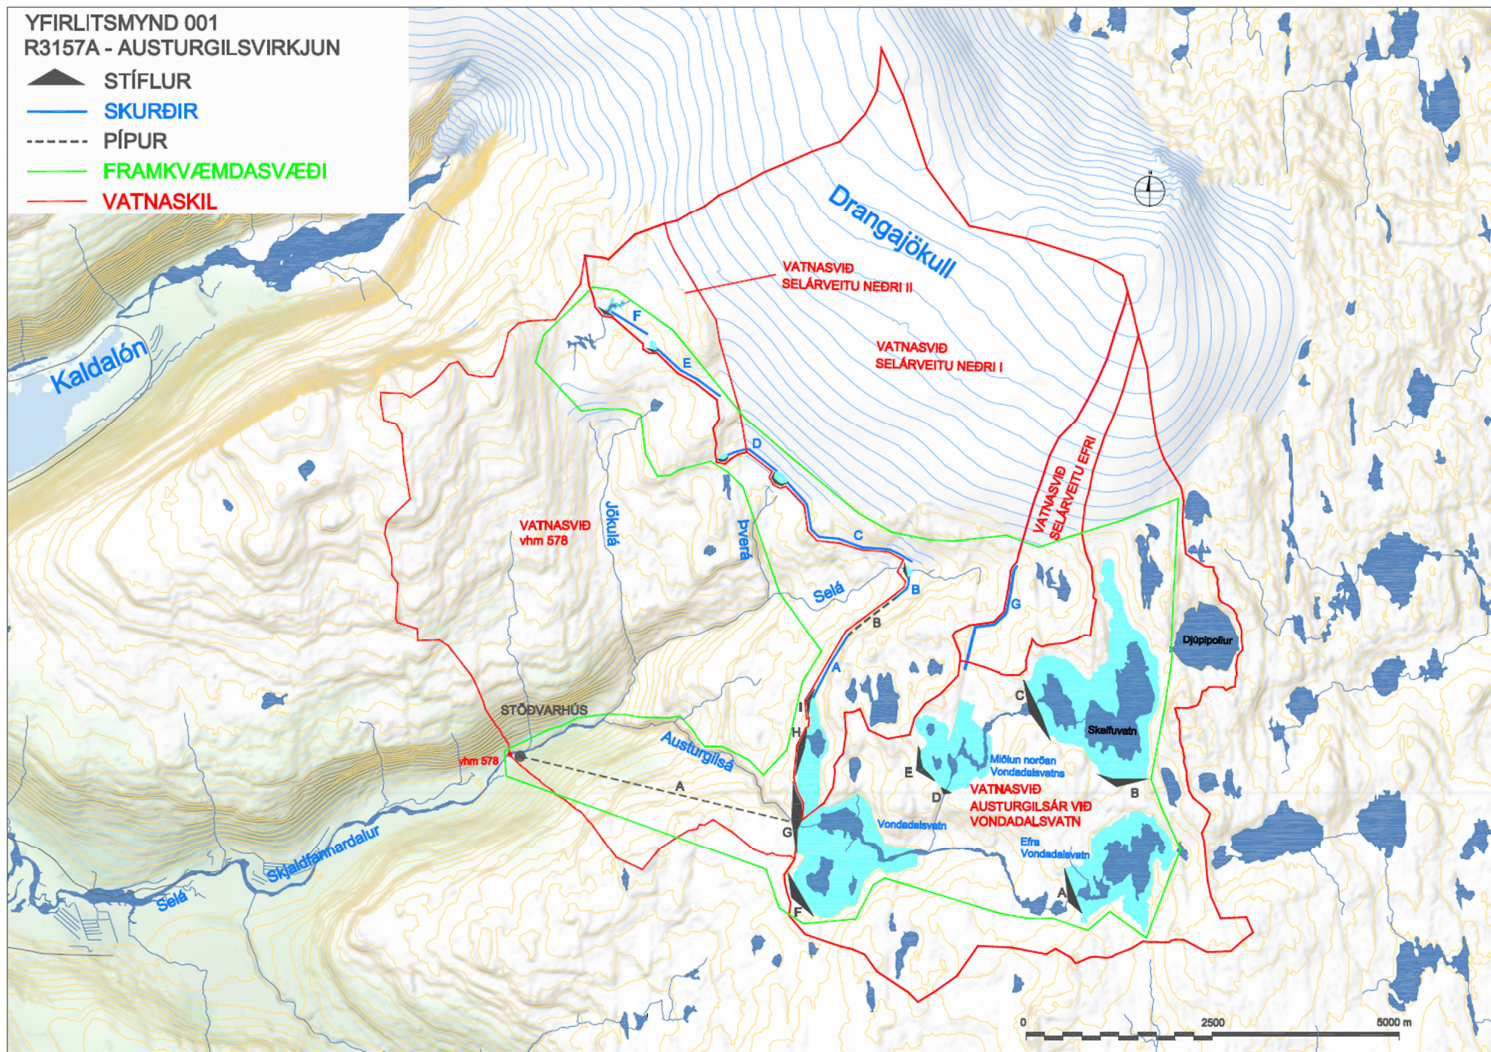 YFIRLITSMYND 001
R3157A - AUSTURGILSVIRKJUN
STÍFLUR
SKURÐIR
PÍPUR
FRAMKVÆMDASVÆÐI
VATNASKIL
N
Drangajökull
VATNASVIÐ
SELÁRVEITU NEÐRI II
VATNASVIÐ
SELÁRVEITU NEÐRI I
Kaldalón
F
E
D
VATNASVIÐ
SELÁRVEITU EFRI
VATNASVIÐ
vhm 578
Jökulá
Þverá
C
Selá
B
B
G
A
Djúpipollur
STÖÐVARHÚS
I
C
H
Skeifuvatn
Austurgilsá
vhm 578
Miðlun norðan
Vondadalsvatns
E
A
B
D
VATNASVIÐ
AUSTURGILSÁR VIÐ
VONDADALSVATN
G
Vondadalsvatn
Efra
Vondadalsvatn
Skjaldfannardalur
Selá
A
F
0 2500 5000 m